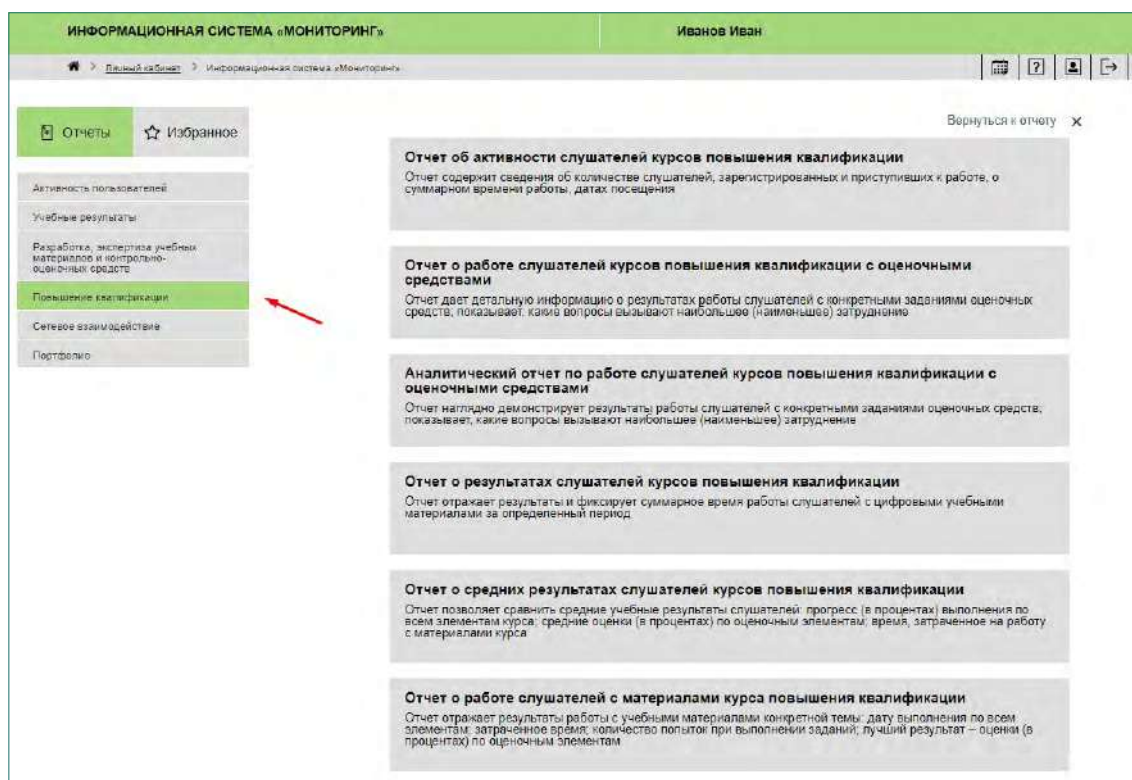 ИНФОРМАЦИОННАЯ СИСТЕМА «МОНИТОРИНГ»
Иванов Иван
Личный кабинет > Информационная система «Мониторинг»
Отчеты
Избранное
Вернуться к отчету ×
Активность пользователей
Учебные результаты
Разработка, экспертиза учебных
материалов и контрольно-
оценочных средств
Повышение квалификации
Сетевое взаимодействие
Портфолио
Отчет об активности слушателей курсов повышения квалификации
Отчет содержит сведения об количестве слушателей, зарегистрированных и приступивших к работе, о
суммарном времени работы, датах посещения
Отчет о работе слушателей курсов повышения квалификации с оценочными
средствами
Отчет дает детальную информацию о результатах работы слушателей с конкретными заданиями оценочных
средств; показывает, какие вопросы вызывают наибольшее (наименьшее) затруднение
Аналитический отчет по работе слушателей курсов повышения квалификации с
оценочными средствами
Отчет наглядно демонстрирует результаты работы слушателей с конкретными заданиями оценочных средств;
показывает, какие вопросы вызывают наибольшее (наименьшее) затруднение
Отчет о результатах слушателей курсов повышения квалификации
Отчет отражает результаты и фиксирует суммарное время работы слушателей с цифровыми учебными
материалами за определенный период
Отчет о средних результатах слушателей курсов повышения квалификации
Отчет позволяет сравнить средние учебные результаты слушателей: прогресс (в процентах) выполнения по
всем элементам курса; средние оценки (в процентах) по оценочным элементам; время, затраченное на работу
с материалами курса
Отчет о работе слушателей с материалами курса повышения квалификации
Отчет отражает результаты работы с учебными материалами конкретной темы: дату выполнения по всем
элементам; затраченное время; количество попыток при выполнении заданий; лучший результат – оценки (в
процентах) по оценочным элементам